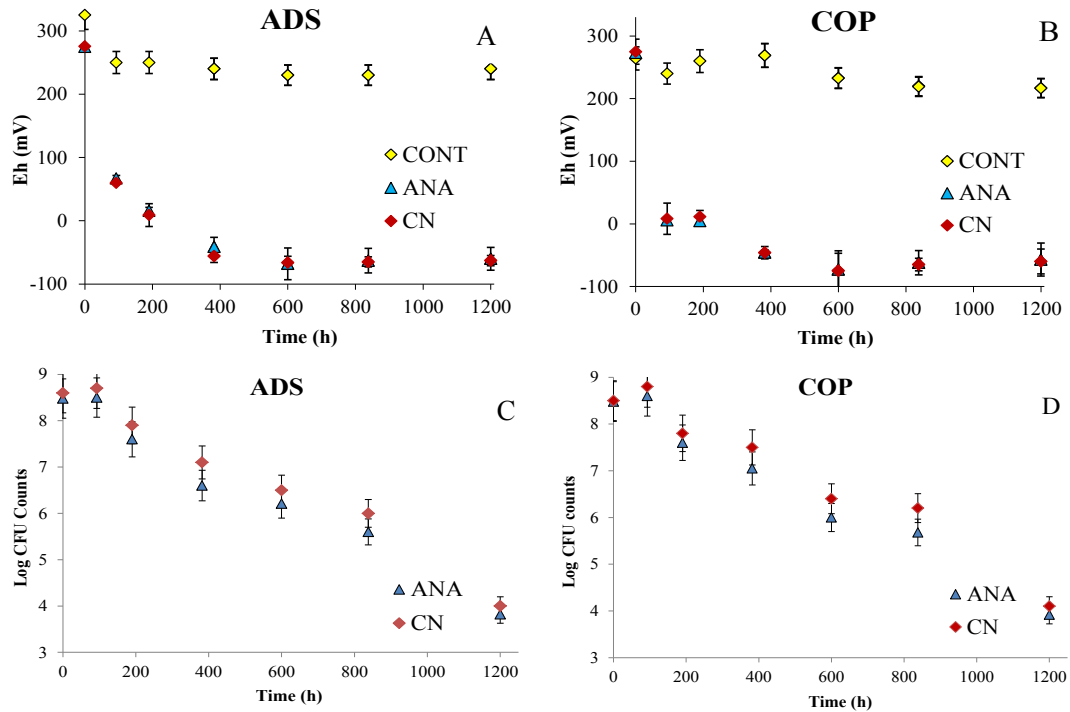 ADS
A
Eh (mV)
300
200
100
0
-100
CONT
ANA
CN
0 200 400 600 800 1000 1200
Time (h)
COP
B
Eh (mV)
300
200
100
0
-100
CONT
ANA
CN
0 200 400 600 800 1000 1200
Time (h)
ADS
C
Log CFU Counts
9
8
7
6
5
4
3
ANA
CN
0 200 400 600 800 1000 1200
Time (h)
COP
D
Log CFU counts
9
8
7
6
5
4
3
ANA
CN
0 200 400 600 800 1000 1200
Time (h)